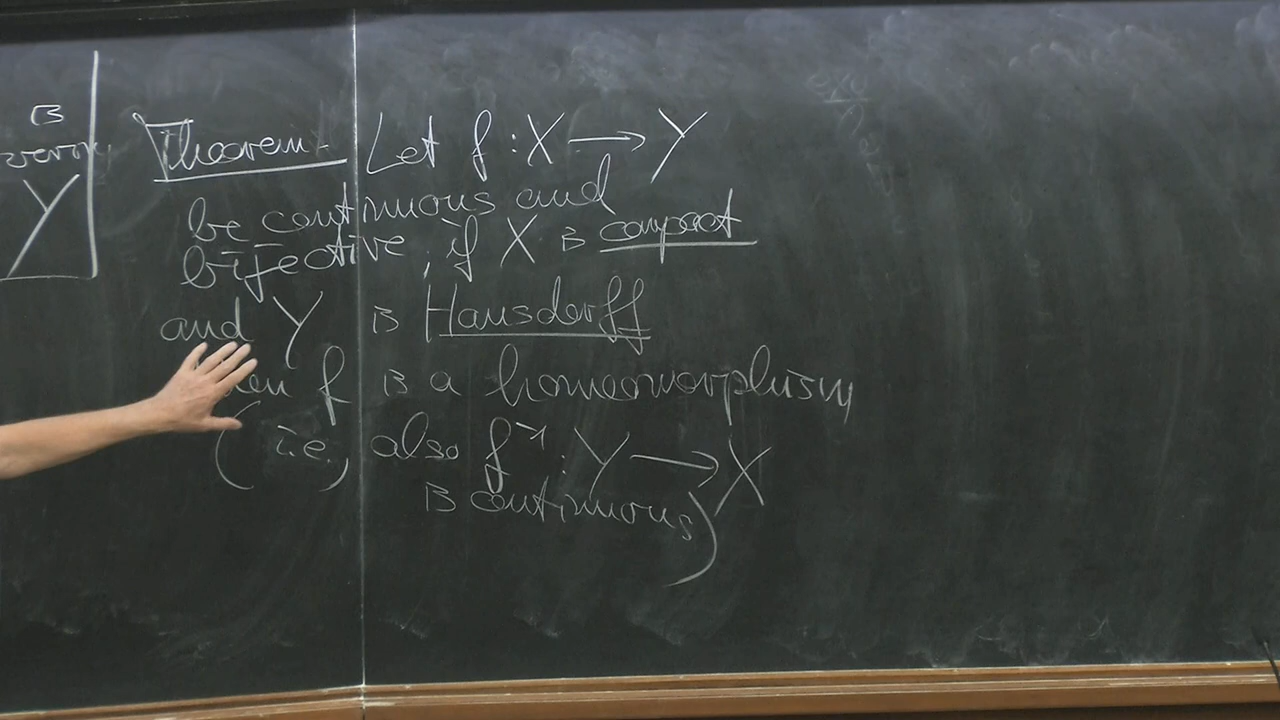 is
Y
Theorem. Let f : X → Y
be continuous and
bijective, if X is compact
and Y is Hausdorff
f is a homeomorphism
(i.e., also f⁻¹ : Y → X
is continuous)